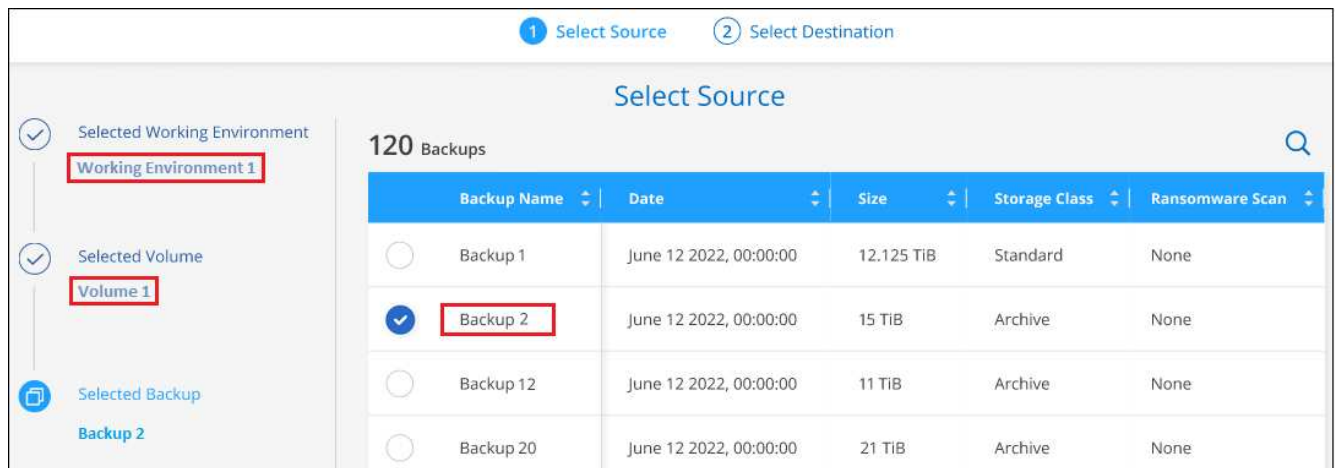 1 Select Source 2 Select Destination
Select Source
Selected Working Environment
Working Environment 1
Selected Volume
Volume 1
Selected Backup
Backup 2
120 Backups
Backup Name Date Size Storage Class Ransomware Scan
Backup 1 June 12 2022, 00:00:00 12.125 TiB Standard None
Backup 2 June 12 2022, 00:00:00 15 TiB Archive None
Backup 12 June 12 2022, 00:00:00 11 TiB Archive None
Backup 20 June 12 2022, 00:00:00 21 TiB Archive None